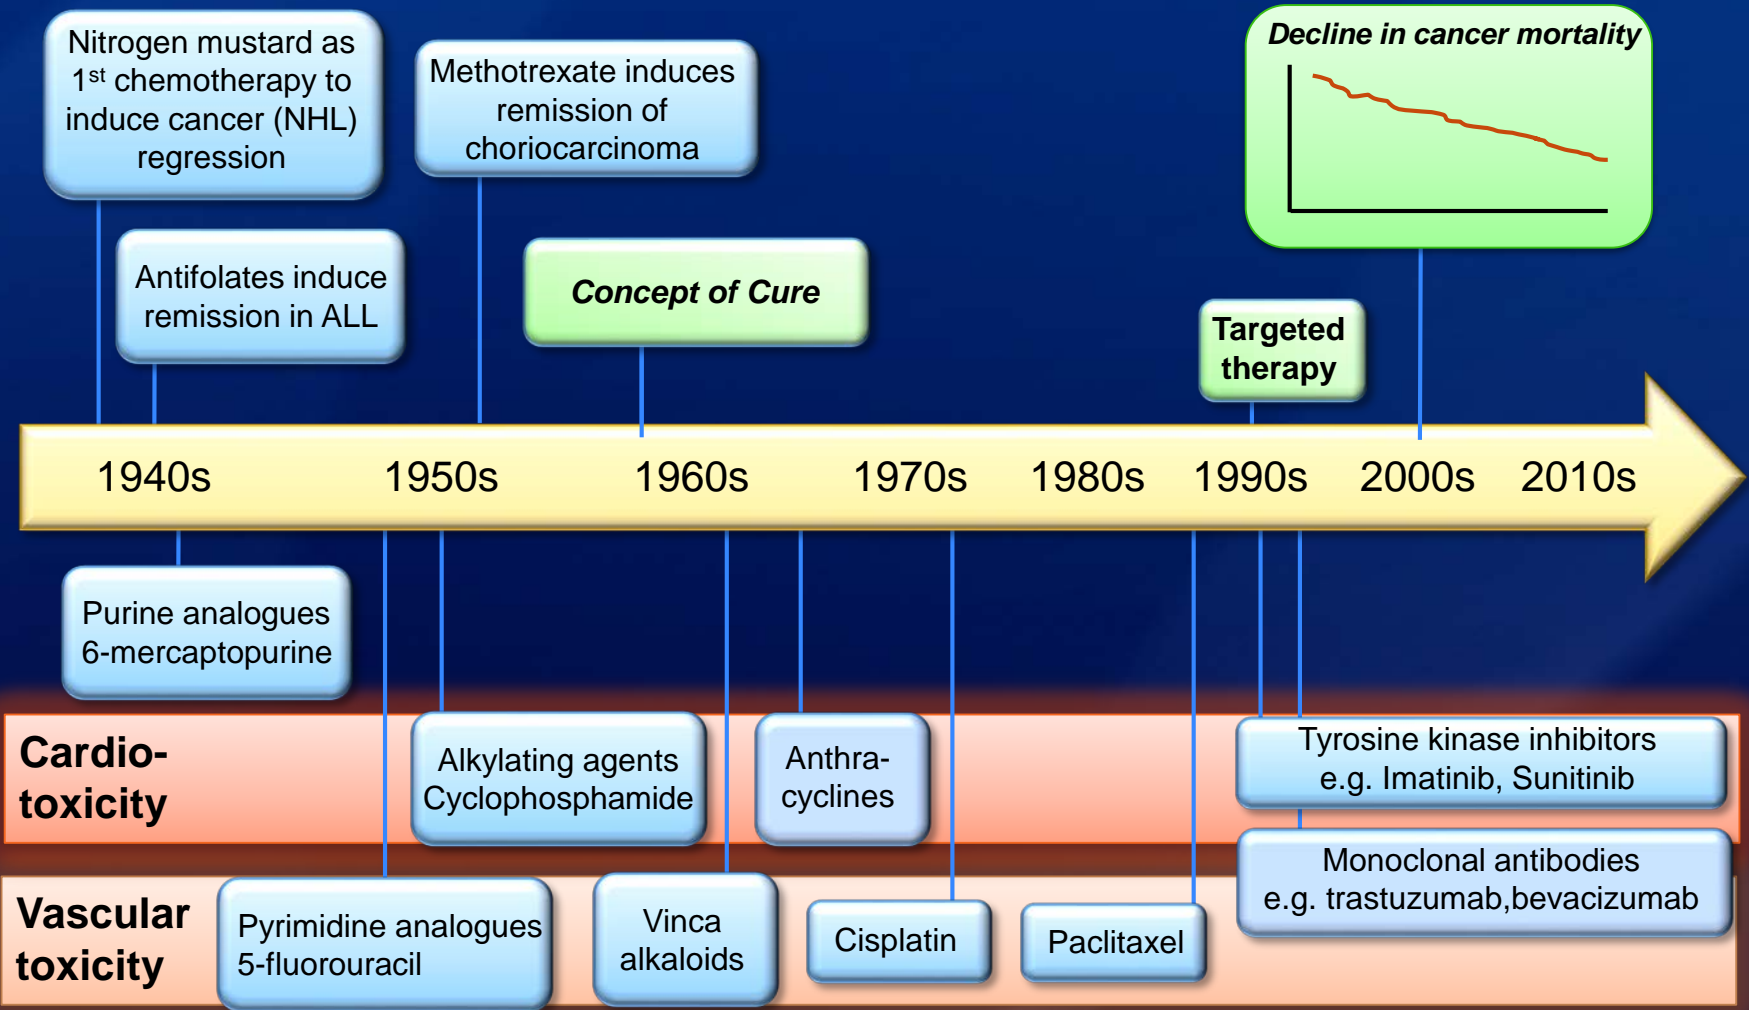 Nitrogen mustard as
1st chemotherapy to
induce cancer (NHL)
regression
Methotrexate induces
remission of
choriocarcinoma
Decline in cancer mortality
Antifolates induce
remission in ALL
Concept of Cure
Targeted
therapy
1940s
1950s
1960s
1970s
1980s
1990s
2000s
2010s
Purine analogues
6-mercaptopurine
Cardio-
toxicity
Alkylating agents
Cyclophosphamide
Anthra-
cyclines
Tyrosine kinase inhibitors
e.g. Imatinib, Sunitinib
Monoclonal antibodies
e.g. trastuzumab,bevacizumab
Vascular
toxicity
Pyrimidine analogues
5-fluorouracil
Vinca
alkaloids
Cisplatin
Paclitaxel